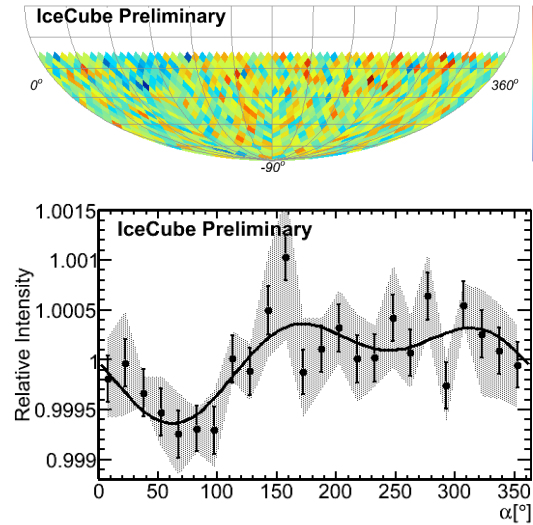 IceCube Preliminary
0°
360°
-90°
1.0015
IceCube Preliminary
1.001
1.0005
1
0.9995
0.999
Relative Intensity
0 50 100 150 200 250 300 350
α[°]